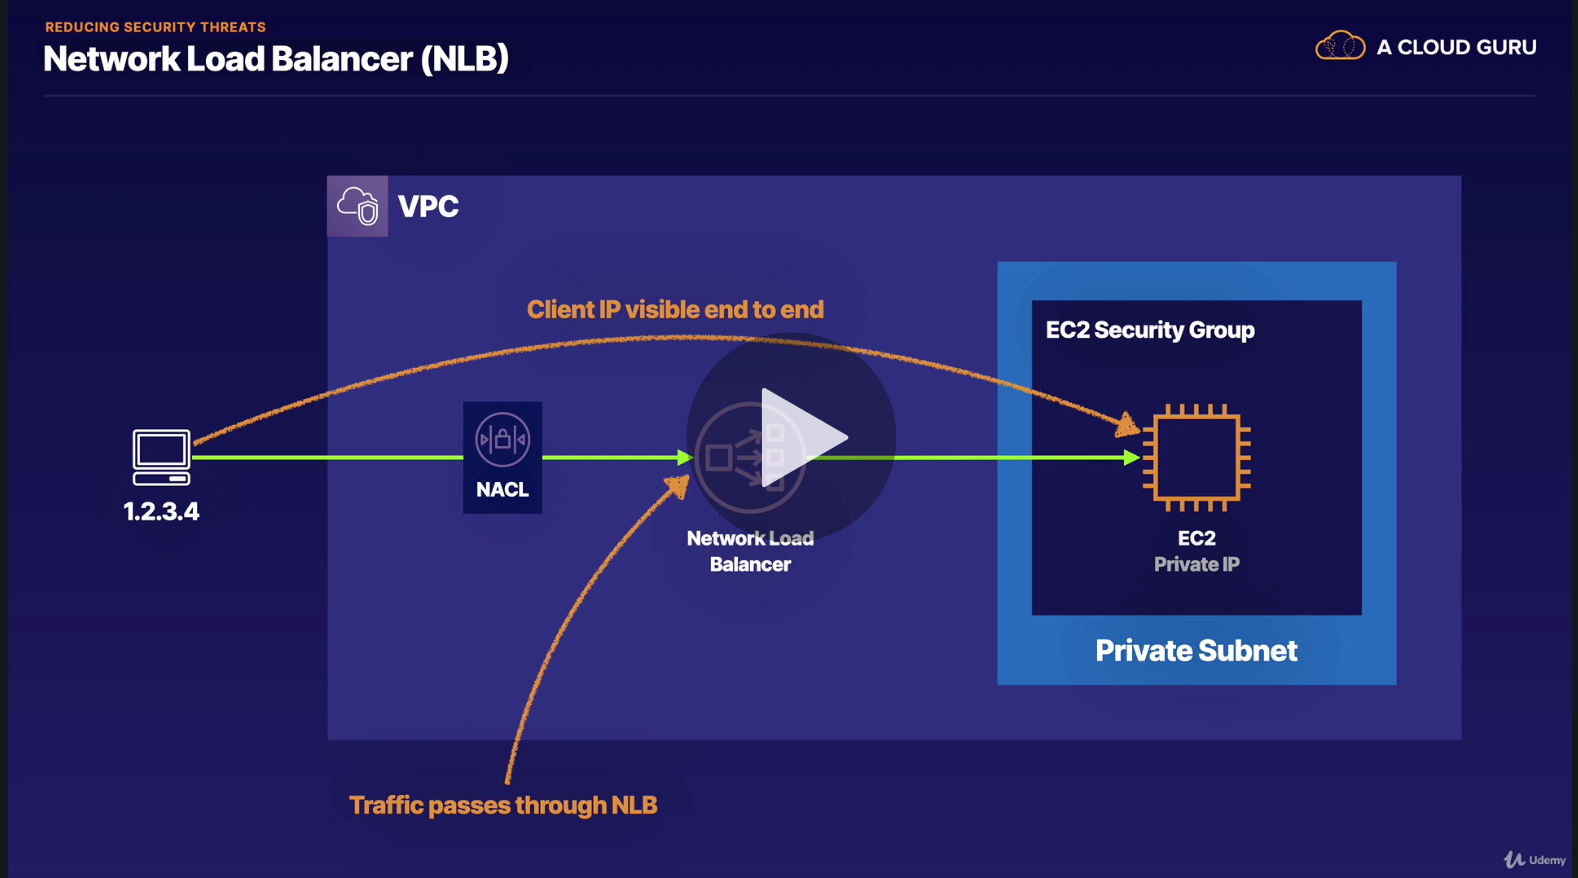 REDUCING SECURITY THREATS
Network Load Balancer (NLB)
A CLOUD GURU
VPC
Client IP visible end to end
EC2 Security Group
NACL
1.2.3.4
Network Load
Balancer
EC2
Private IP
Private Subnet
Traffic passes through NLB
Udemy